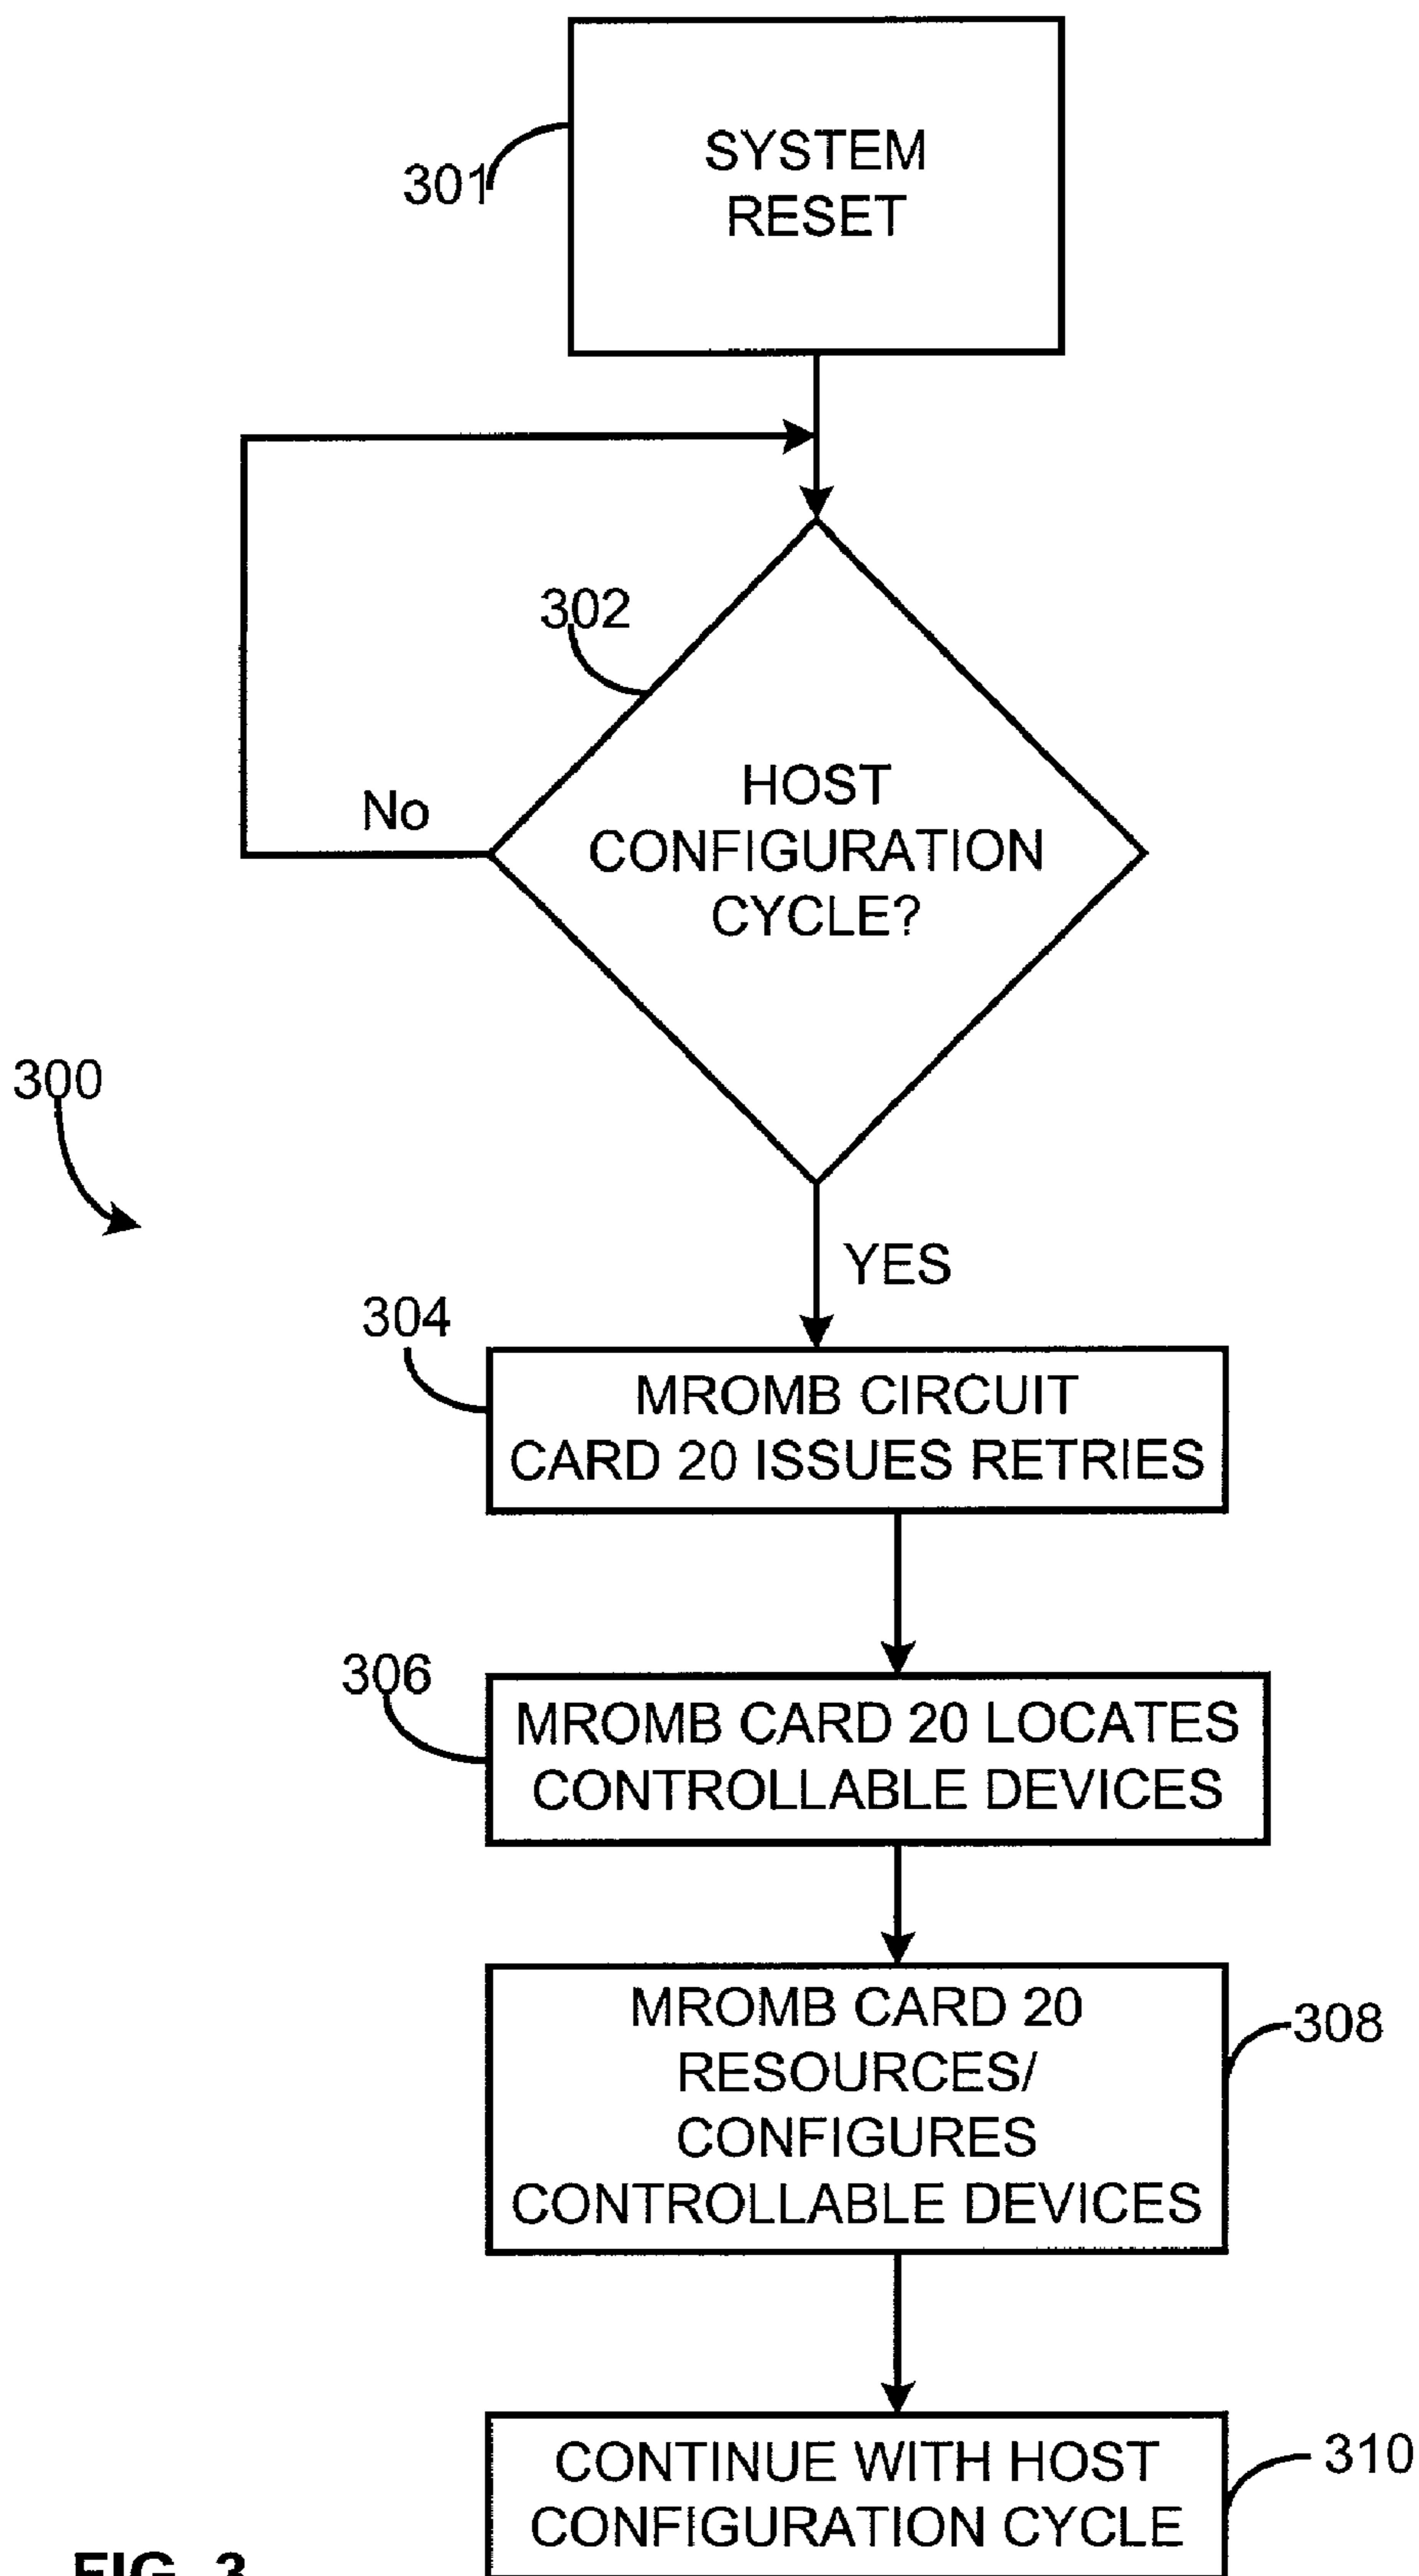 SYSTEM
RESET
301
302
HOST
CONFIGURATION
CYCLE?
No
300
YES
304
MROMB CIRCUIT
CARD 20 ISSUES RETRIES
306
MROMB CARD 20 LOCATES
CONTROLLABLE DEVICES
MROMB CARD 20
RESOURCES/
CONFIGURES
CONTROLLABLE DEVICES
308
CONTINUE WITH HOST
CONFIGURATION CYCLE
310
FIG. 3